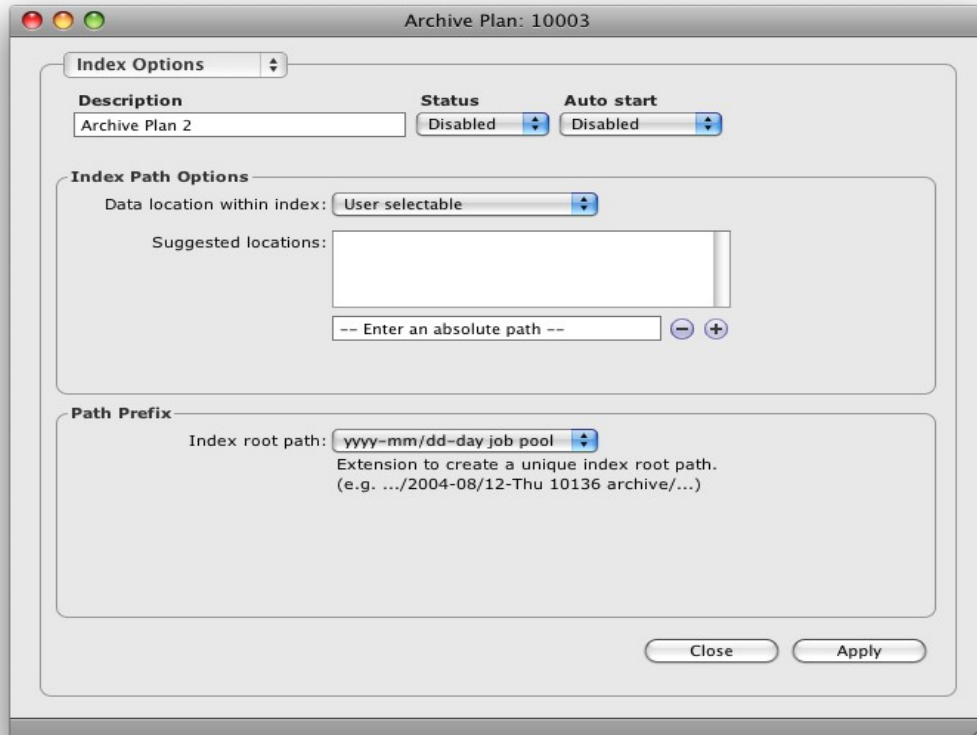 Archive Plan: 10003
Index Options
Description Status Auto start
Archive Plan 2 Disabled Disabled
Index Path Options
Data location within index: User selectable
Suggested locations:
-- Enter an absolute path --
Path Prefix
Index root path: yyyy-mm/dd-day job pool
Extension to create a unique index root path.
(e.g. .../2004-08/12-Thu 10136 archive/...)
Close Apply